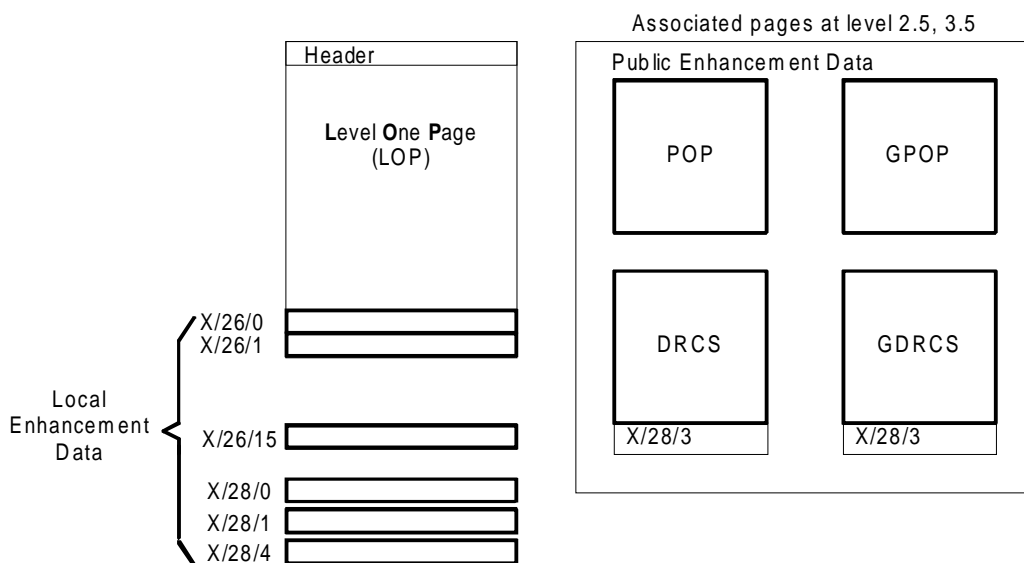 Associated pages at level 2.5, 3.5
Header
Level One Page
(LOP)
X/26/0
X/26/1
X/26/15
X/28/0
X/28/1
X/28/4
Local
Enhancement
Data
Public Enhancement Data
POP
GPOP
DRCS
GDRCS
X/28/3
X/28/3